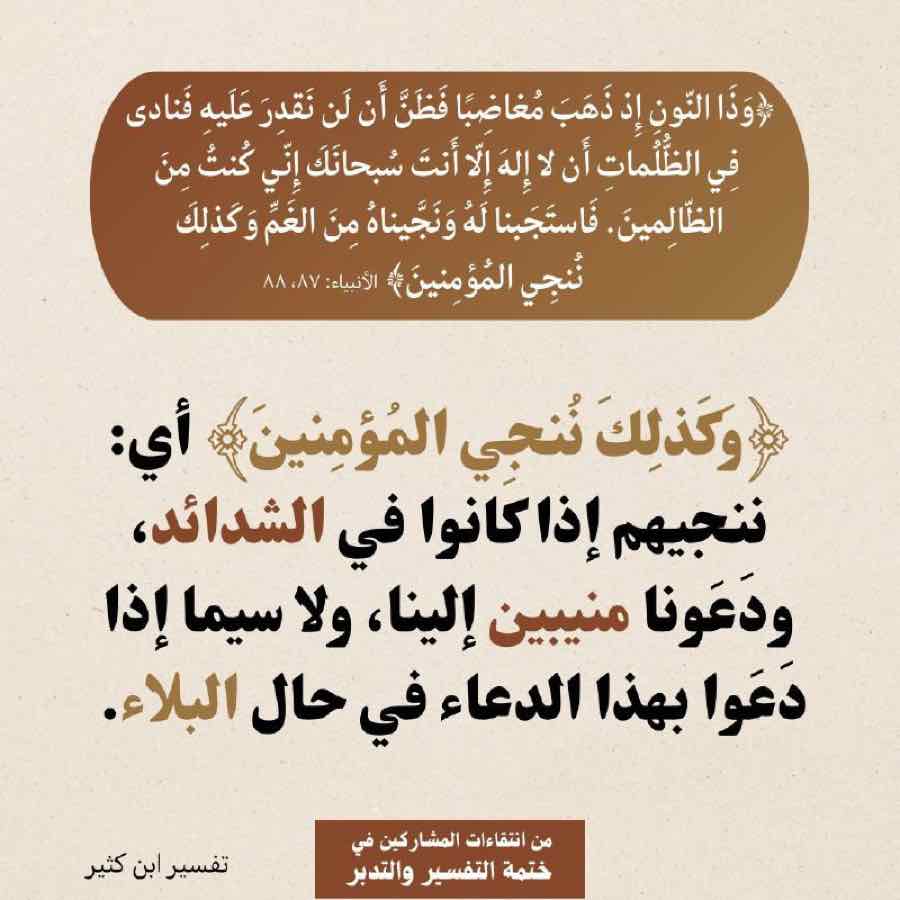 ﴿وَذَا النّونِ إِذ ذَهَبَ مُغاضِبًا فَظَنَّ أَن لَن نَقدِرَ عَلَيهِ فَنادى
فِي الظُّلُماتِ أَن لا إِلهَ إِلّا أَنتَ سُبحانَكَ إِنّي كُنتُ مِنَ
الظّالِمينَ. فَاستَجَبنا لَهُ وَنَجَّيناهُ مِنَ الغَمِّ وَكَذلِكَ
نُنجِي المُؤمِنينَ﴾ الأنبياء: ٨٧، ٨٨
﴿وَكَذلِكَ نُنجِي المُؤمِنينَ﴾ أي:
ننجيهم إذا كانوا في الشدائد،
ودَعَونا منيبين إلينا، ولا سيما إذا
دَعَوا بهذا الدعاء في حال البلاء.
من انتقاءات المشاركين في
ختمة التفسير والتدبر
تفسير ابن كثير